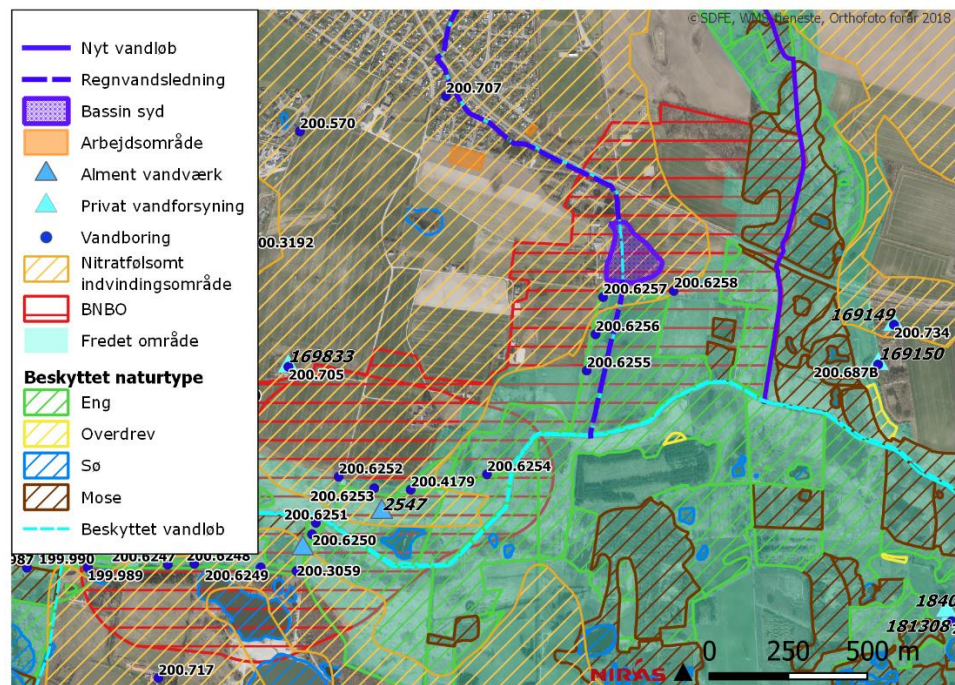 © SDFE, WMS-tjeneste, Orthofoto forår 2018
Nyt vandløb
Regnvandsledning
Bassin syd
Arbejdsområde
Alment vandværk
Privat vandforsyning
Vandboring
Nitratfølsomt
indvindingsområde
BNBO
Fredet område
Beskyttet naturtype
Eng
Overdrev
Sø
Mose
Beskyttet vandløb
200.707
200.570
00.3192
200.6257
200.6258
200.6256
200.6255
169149
200.734
169150
200.687B
169833
200.705
200.6252
200.6253
200.4179
200.6254
2547
200.6251
200.6250
987
199.990
199.989
200.6247
200.6248
200.6249
200.3059
200.717
1840
181308
NIRAS
0 250 500 m